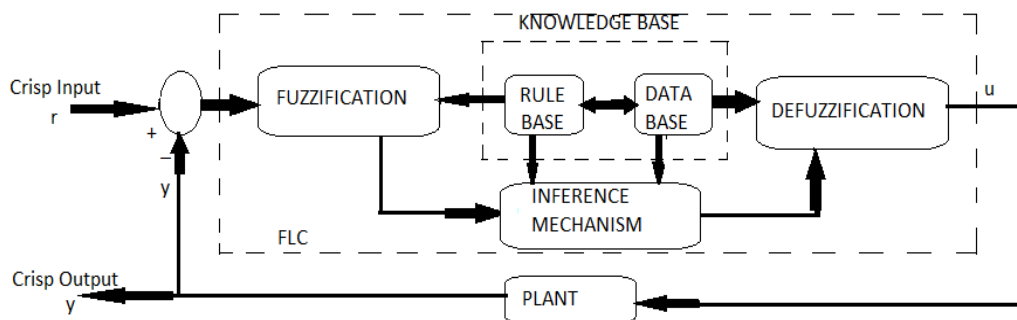 KNOWLEDGE BASE
Crisp Input
r
+
−
y
FUZZIFICATION
RULE
BASE
DATA
BASE
DEFUZZIFICATION
u
INFERENCE
MECHANISM
FLC
Crisp Output
y
PLANT